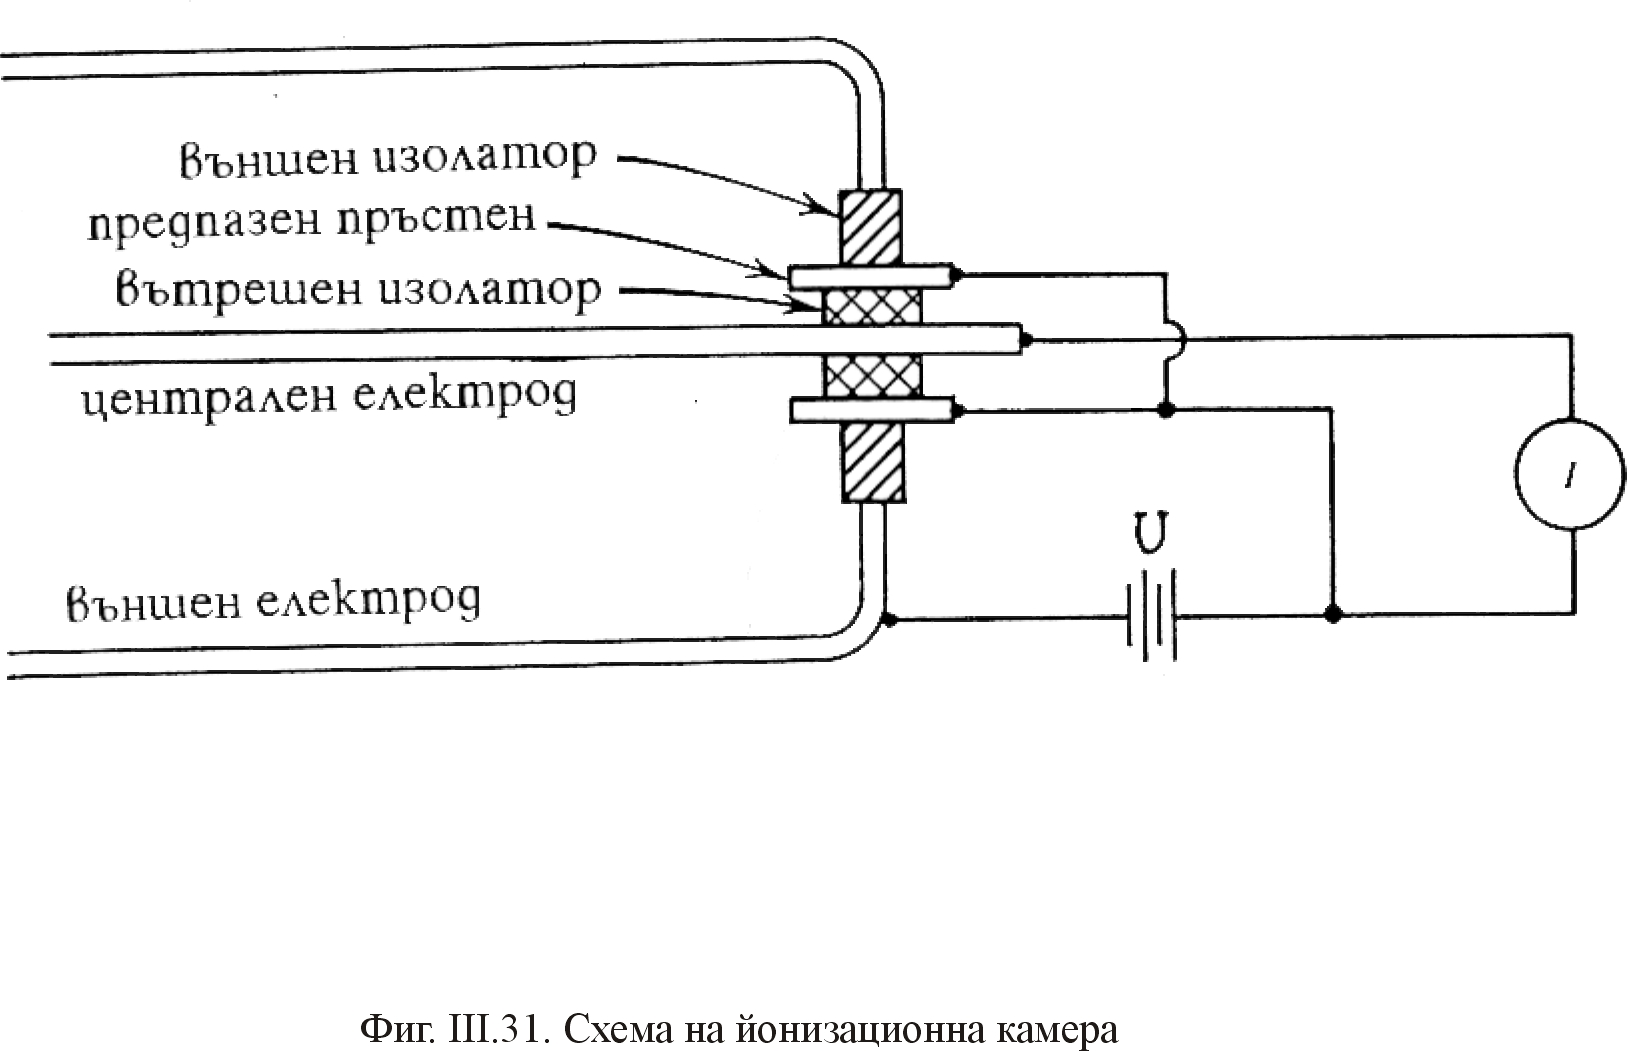 външен изолатор
предпазен пръстен
вътрешен изолатор
централен електрод
външен електрод
U
I
Фиг. III.31. Схема на йонизационна камера